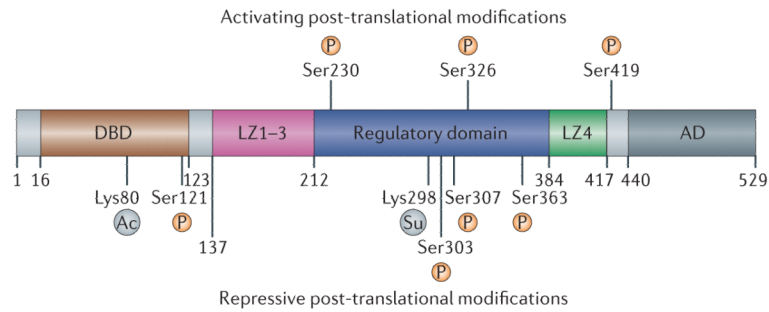 Activating post-translational modifications
P P P
Ser230 Ser326 Ser419
DBD LZ1–3 Regulatory domain LZ4 AD
1 16 123 212 384 417 440 529
Lys80 Ser121 Lys298 Ser307 Ser363
Ac P Su P P
137 Ser303
P
Repressive post-translational modifications